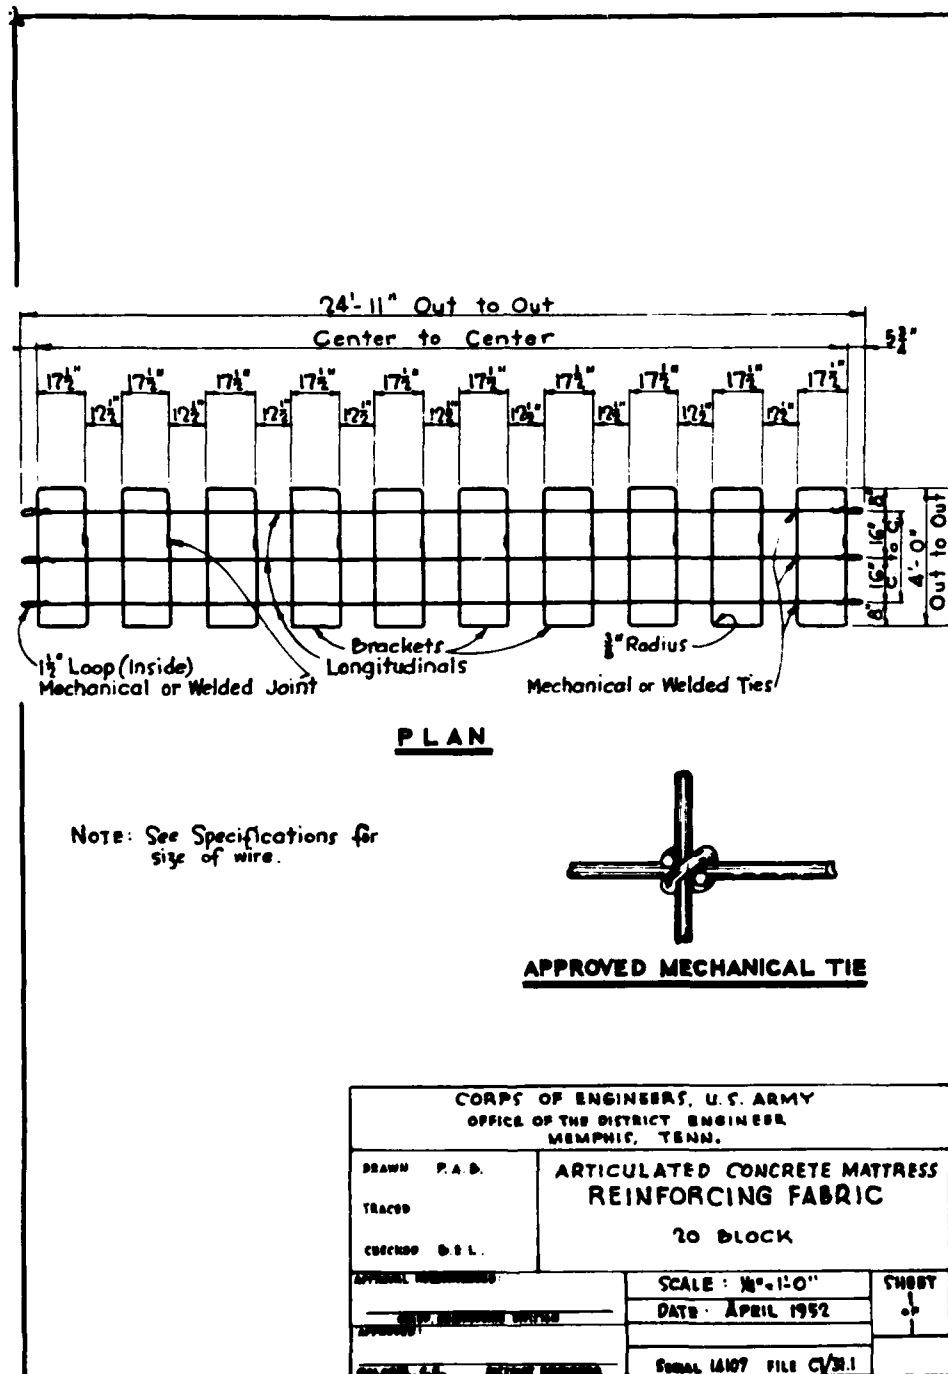 24'-11" Out to Out
Center to Center
5¾"
17½" 17½" 17½" 17½" 17½" 17½" 17½" 17½" 17½" 17½"
12½" 12½" 12½" 12½" 12½" 12½" 12½" 12½" 12½"
8" 16" 16" 8"
C to C
4'-0"
Out to Out
1½" Loop (Inside)
Mechanical or Welded Joint
Brackets
Longitudinals
Radius
Mechanical or Welded Ties
PLAN
NOTE: See Specifications for
size of wire.
APPROVED MECHANICAL TIE
CORPS OF ENGINEERS, U.S. ARMY
OFFICE OF THE DISTRICT ENGINEER
MEMPHIS, TENN.
DRAWN P.A.D.
TRACED
CHECKED
ARTICULATED CONCRETE MATTRESS
REINFORCING FABRIC
20 BLOCK
SCALE : 1'-0"
DATE : APRIL 1952
SHEET
1
OF
1
SERIAL 16107 FILE